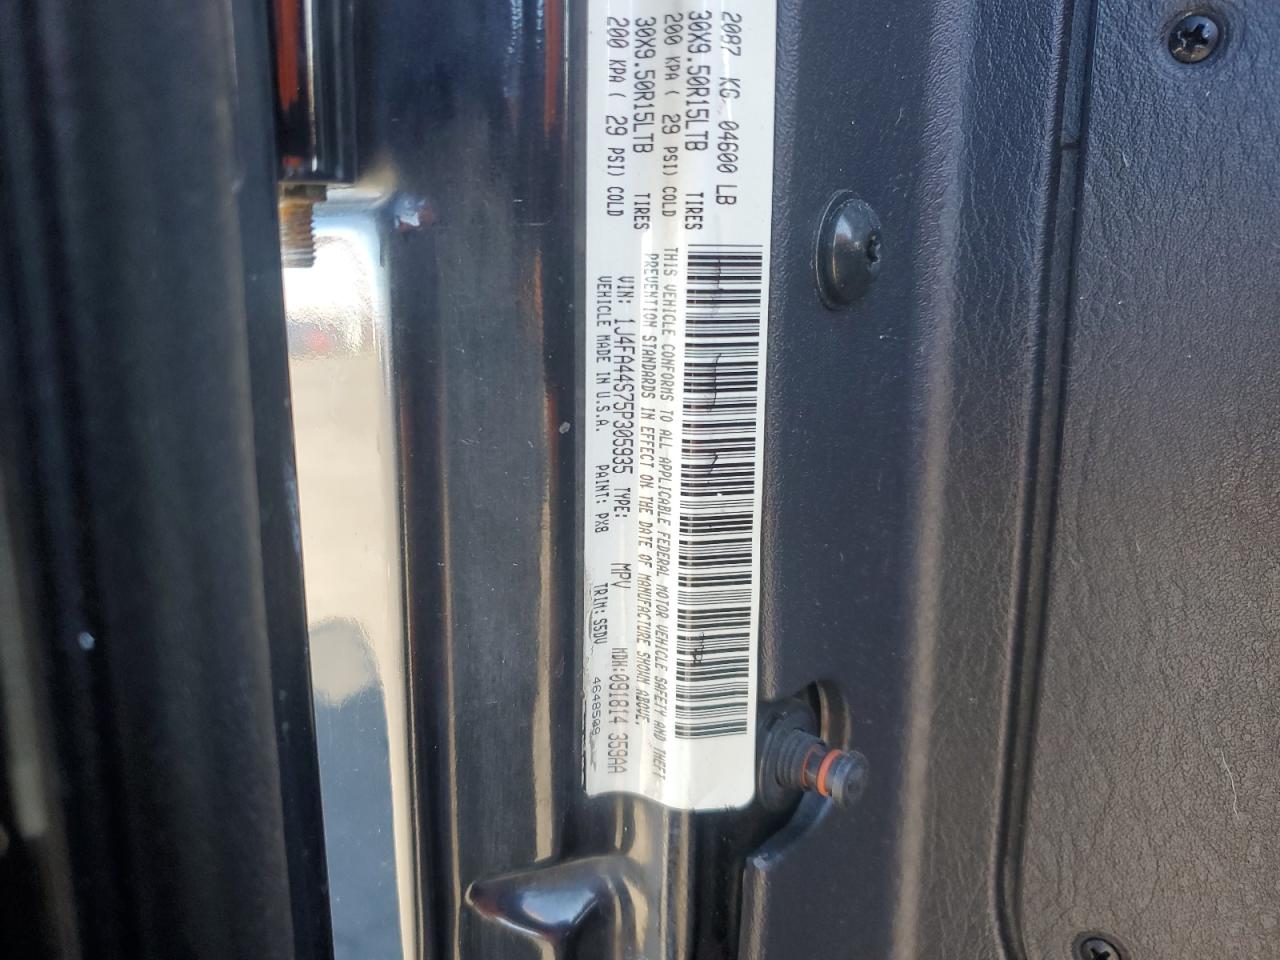 2087 KG 04600 LB
30X9.50R15LTB TIRES
200 KPA ( 29 PSI) COLD
30X9.50R15LTB TIRES
200 KPA ( 29 PSI) COLD
THIS VEHICLE CONFORMS TO ALL APPLICABLE FEDERAL MOTOR VEHICLE SAFETY AND THEFT
PREVENTION STANDARDS IN EFFECT ON THE DATE OF MANUFACTURE SHOWN ABOVE.
VIN: 1J4FA44S75P305935 TYPE: MPV MDH:091814 359AA
VEHICLE MADE IN U.S.A. PAINT: PX8 TRIM: S5DV
4648509